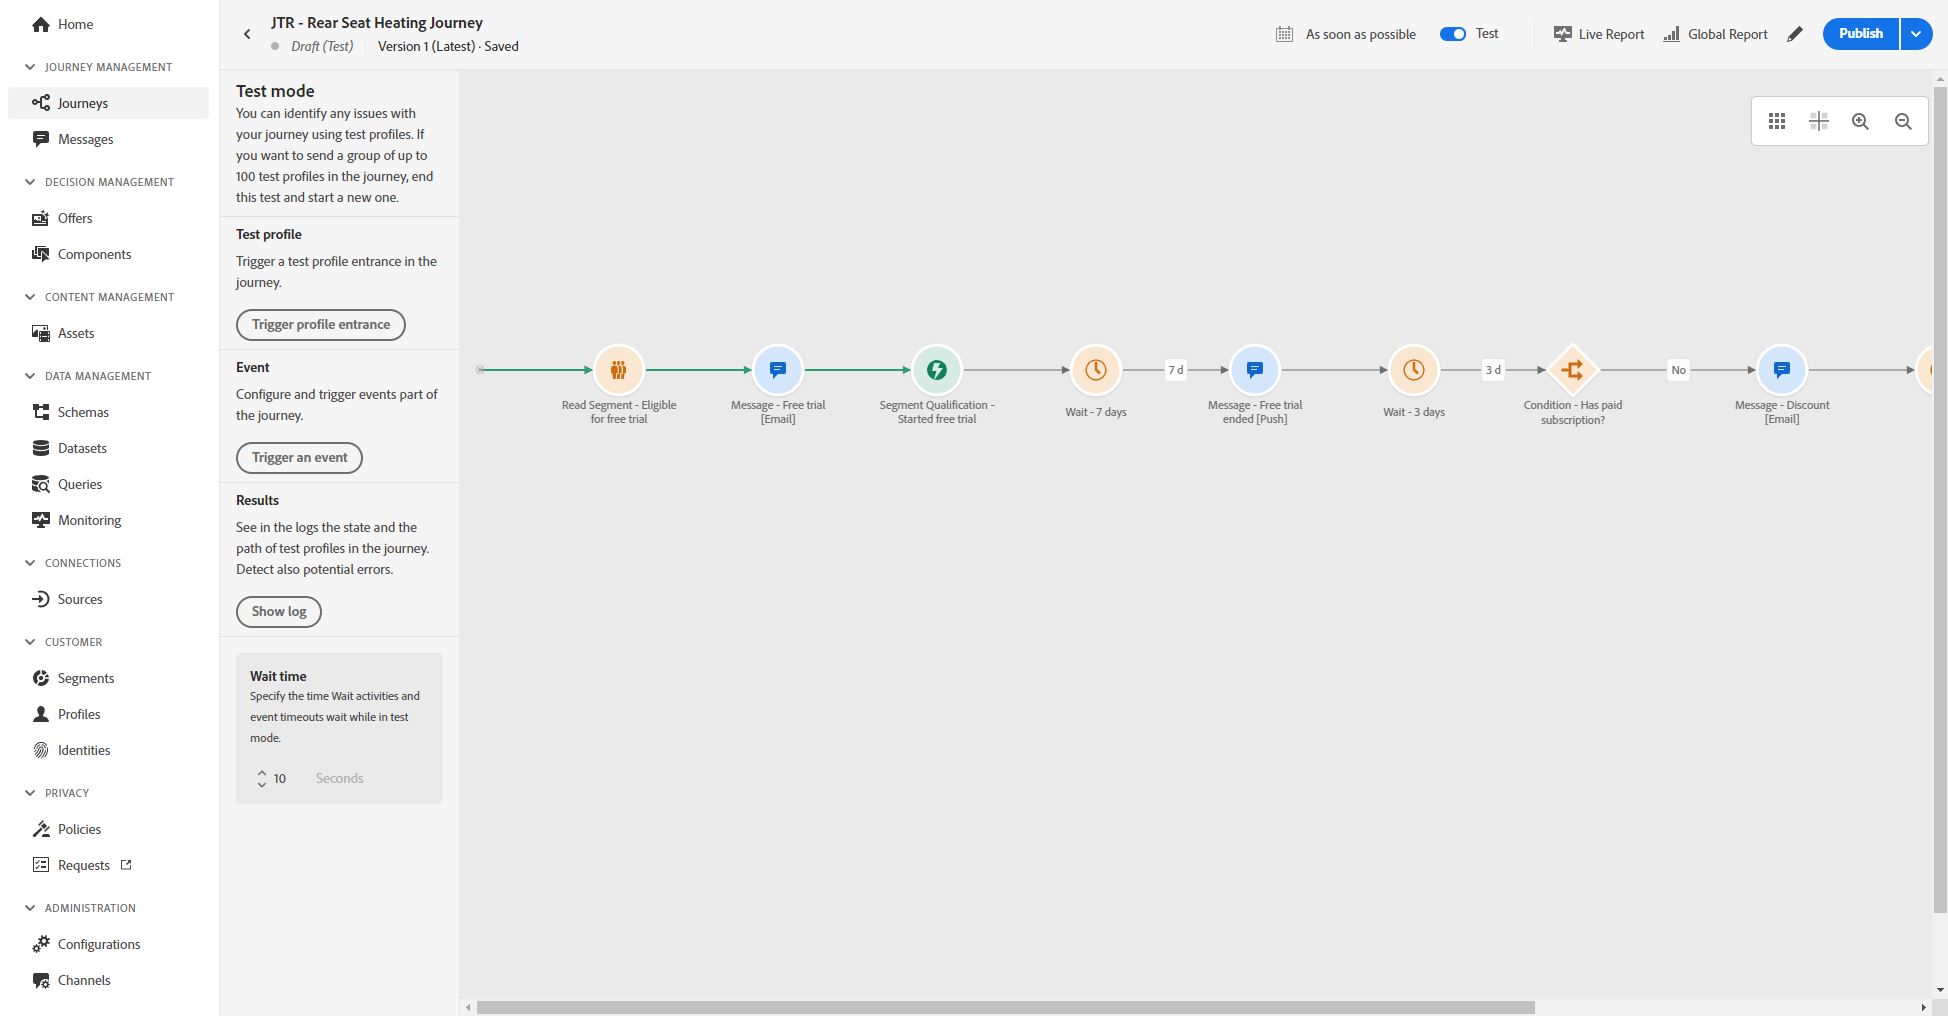 Home
JOURNEY MANAGEMENT
Journeys
Messages
DECISION MANAGEMENT
Offers
Components
CONTENT MANAGEMENT
Assets
DATA MANAGEMENT
Schemas
Datasets
Queries
Monitoring
CONNECTIONS
Sources
CUSTOMER
Segments
Profiles
Identities
PRIVACY
Policies
Requests
ADMINISTRATION
Configurations
Channels
JTR - Rear Seat Heating Journey
Draft (Test) Version 1 (Latest) · Saved
As soon as possible
Test
Live Report
Global Report
Publish
Test mode
You can identify any issues with
your journey using test profiles. If
you want to send a group of up to
100 test profiles in the journey, end
this test and start a new one.
Test profile
Trigger a test profile entrance in the
journey.
Trigger profile entrance
Event
Configure and trigger events part of
the journey.
Trigger an event
Results
See in the logs the state and the
path of test profiles in the journey.
Detect also potential errors.
Show log
Wait time
Specify the time Wait activities and
event timeouts wait while in test
mode.
10 Seconds
Read Segment - Eligible
for free trial
Message - Free trial
[Email]
Segment Qualification -
Started free trial
Wait - 7 days
7 d
Message - Free trial
ended [Push]
Wait - 3 days
3 d
Condition - Has paid
subscription?
No
Message - Discount
[Email]